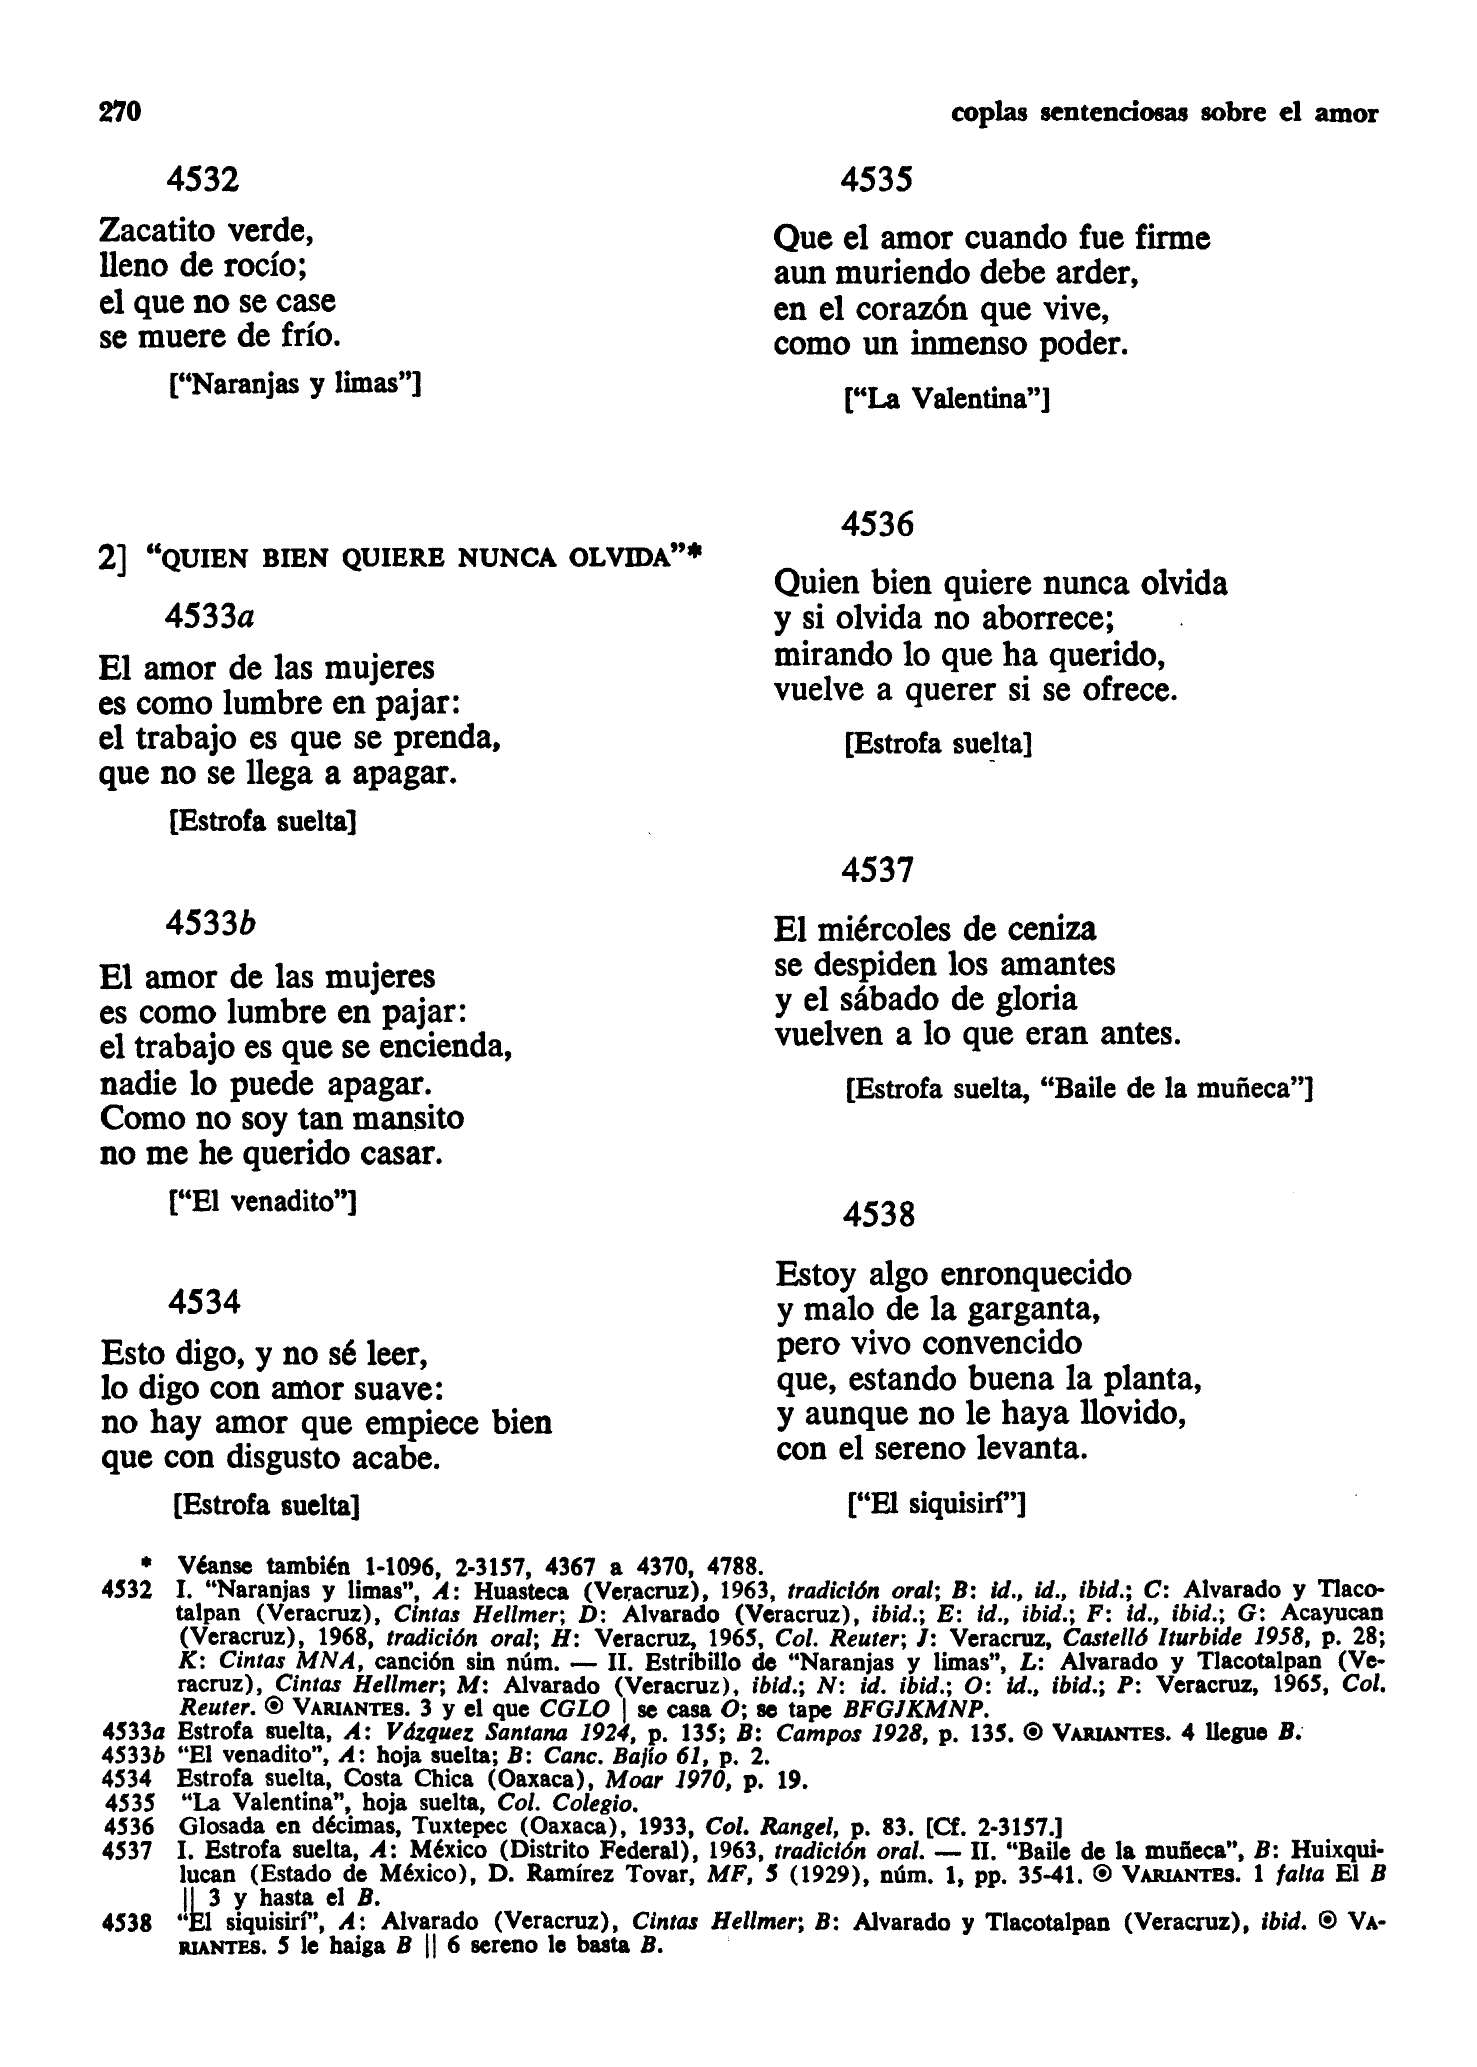 270
coplas sentenciosas sobre el amor
4532
Zacatito verde,
lleno de rocío;
el que no se case
se muere de frío.
[“Naranjas y limas”]
2] “QUIEN BIEN QUIERE NUNCA OLVIDA”*
4533a
El amor de las mujeres
es como lumbre en pajar:
el trabajo es que se prenda,
que no se llega a apagar.
[Estrofa suelta]
4533b
El amor de las mujeres
es como lumbre en pajar:
el trabajo es que se encienda,
nadie lo puede apagar.
Como no soy tan mansito
no me he querido casar.
[“El venadito”]
4534
Esto digo, y no sé leer,
lo digo con amor suave:
no hay amor que empiece bien
que con disgusto acabe.
[Estrofa suelta]
4535
Que el amor cuando fue firme
aun muriendo debe arder,
en el corazón que vive,
como un inmenso poder.
[“La Valentina”]
4536
Quien bien quiere nunca olvida
y si olvida no aborrece;
mirando lo que ha querido,
vuelve a querer si se ofrece.
[Estrofa suelta]
4537
El miércoles de ceniza
se despiden los amantes
y el sábado de gloria
vuelven a lo que eran antes.
[Estrofa suelta, “Baile de la muñeca”]
4538
Estoy algo enronquecido
y malo de la garganta,
pero vivo convencido
que, estando buena la planta,
y aunque no le haya llovido,
con el sereno levanta.
[“El siquisirí”]
* Véanse también 1-1096, 2-3157, 4367 a 4370, 4788.
4532 I. “Naranjas y limas”, A: Huasteca (Veracruz), 1963, tradición oral; B: id., id., ibid.; C: Alvarado y Tlaco-
talpan (Veracruz), Cintas Hellmer; D: Alvarado (Veracruz), ibid.; E: id., ibid.; F: id., ibid.; G: Acayucan
(Veracruz), 1968, tradición oral; H: Veracruz, 1965, Col. Reuter; J: Veracruz, Castelló Iturbide 1958, p. 28;
K: Cintas MNA, canción sin núm. — II. Estribillo de “Naranjas y limas”, L: Alvarado y Tlacotalpan (Ve-
racruz), Cintas Hellmer; M: Alvarado (Veracruz), ibid.; N: id. ibid.; O: id., ibid.; P: Veracruz, 1965, Col.
Reuter. ⊙ VARIANTES. 3 y el que CGLO | se casa O; se tape BFGJKMNP.
4533a Estrofa suelta, A: Vázquez Santana 1924, p. 135; B: Campos 1928, p. 135. ⊙ VARIANTES. 4 llegue B.
4533b “El venadito”, A: hoja suelta; B: Canc. Bajío 61, p. 2.
4534 Estrofa suelta, Costa Chica (Oaxaca), Moar 1970, p. 19.
4535 “La Valentina”, hoja suelta, Col. Colegio.
4536 Glosada en décimas, Tuxtepec (Oaxaca), 1933, Col. Rangel, p. 83. [Cf. 2-3157.]
4537 I. Estrofa suelta, A: México (Distrito Federal), 1963, tradición oral. — II. “Baile de la muñeca”, B: Huixqui-
lucan (Estado de México), D. Ramírez Tovar, MF, 5 (1929), núm. 1, pp. 35-41. ⊙ VARIANTES. 1 falta El B
|| 3 y hasta el B.
4538 “El siquisirí”, A: Alvarado (Veracruz), Cintas Hellmer; B: Alvarado y Tlacotalpan (Veracruz), ibid. ⊙ VA-
RIANTES. 5 le haiga B || 6 sereno le basta B.